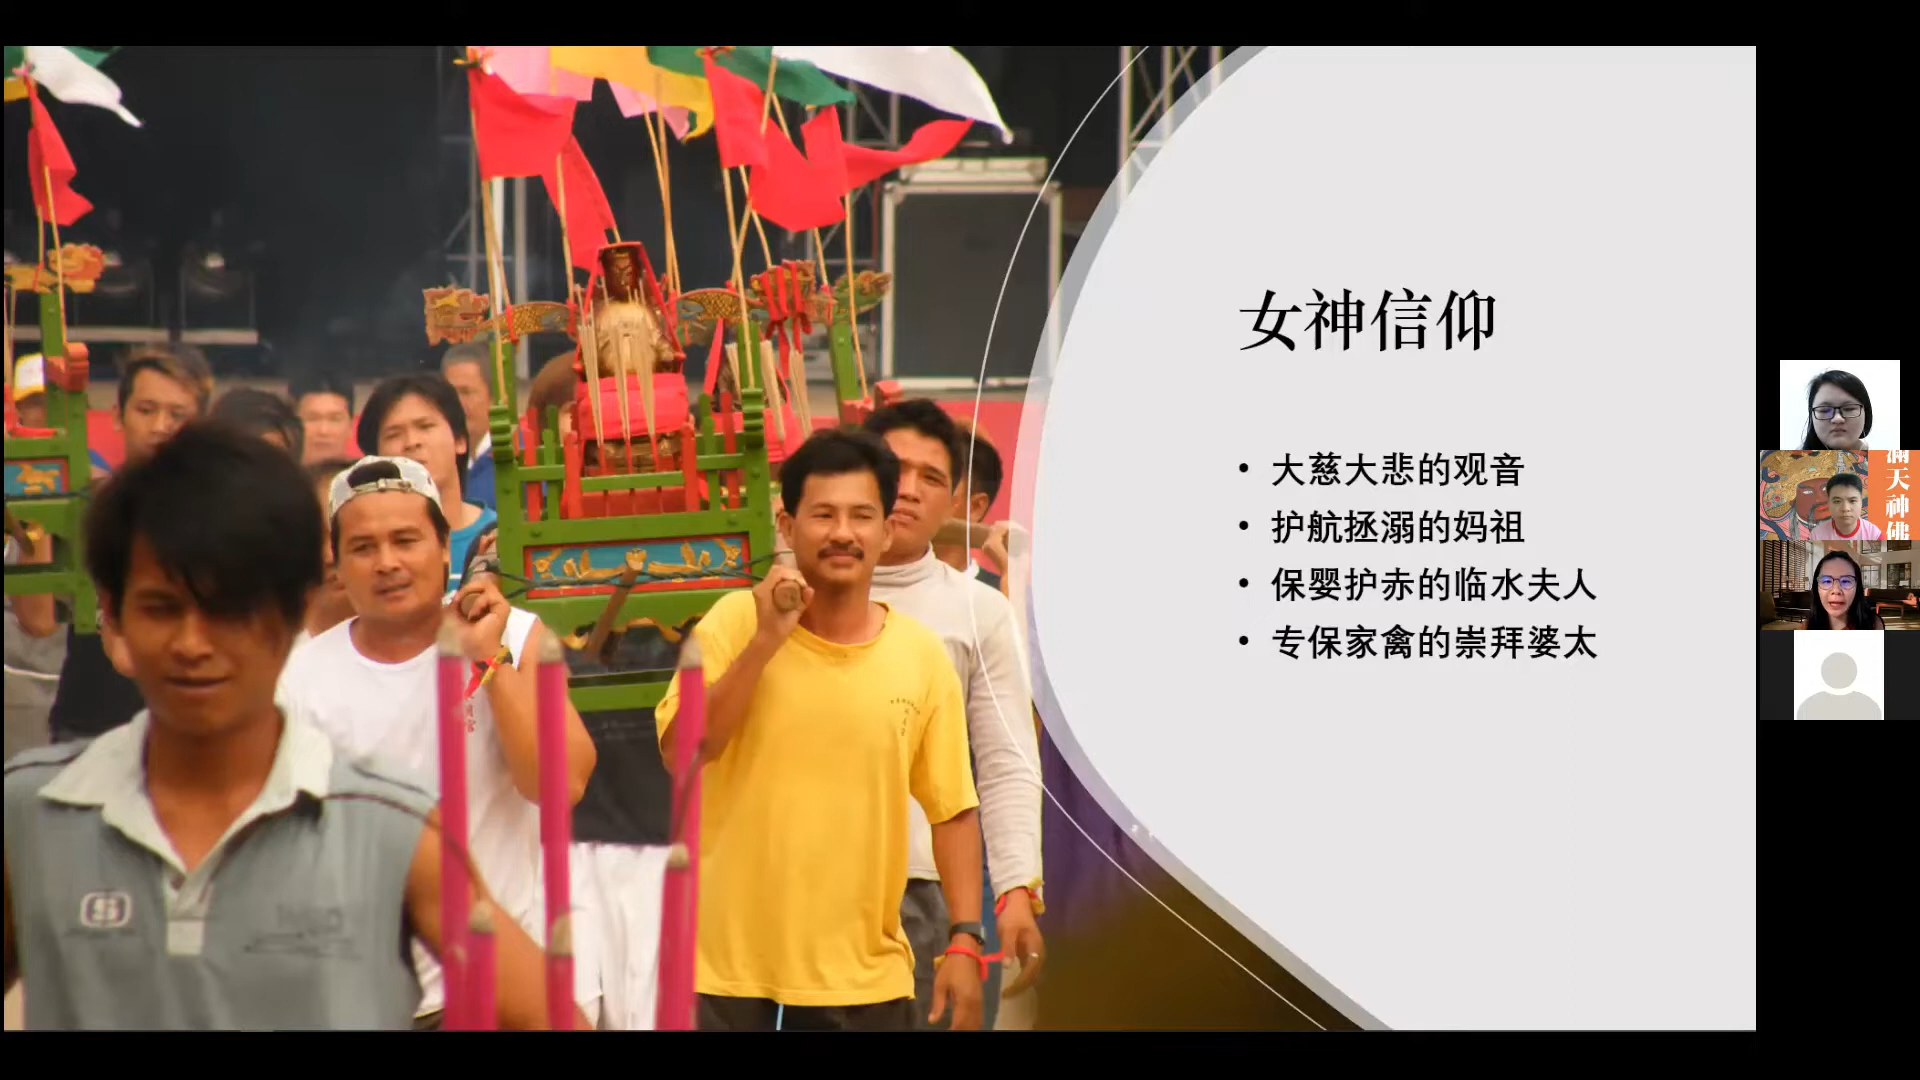 女神信仰
• 大慈大悲的观音
• 护航拯溺的妈祖
• 保婴护赤的临水夫人
• 专保家禽的崇拜婆太
满天神佛